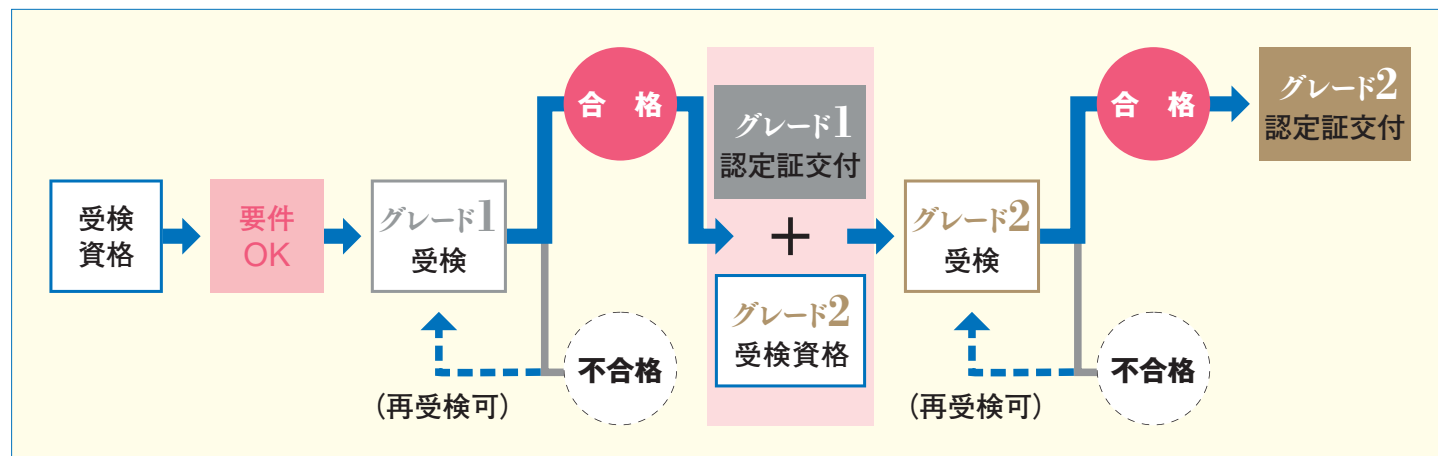 受検
資格
要件
OK
グレード1
受検
合 格
不合格
(再受検可)
グレード1
認定証交付
+
グレード2
受検資格
グレード2
受検
合 格
不合格
(再受検可)
グレード2
認定証交付